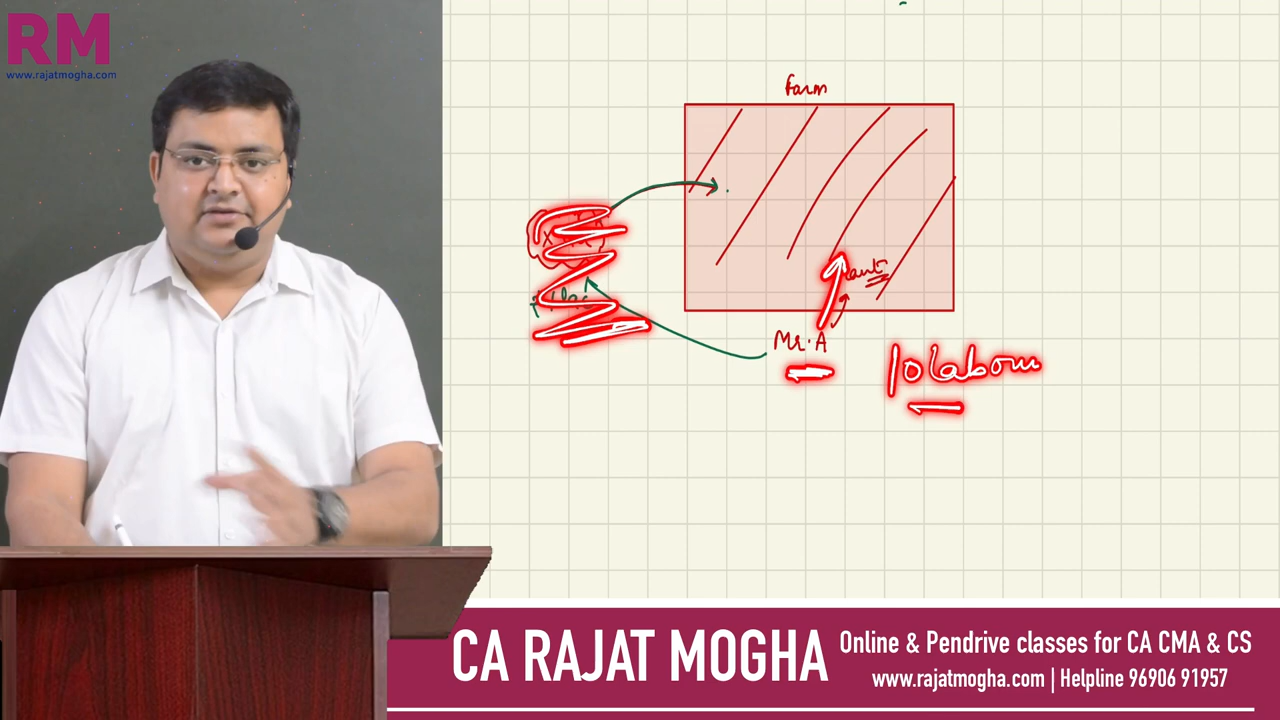 RM
www.rajatmogha.com
farm
Mr. A
10 labour
CA RAJAT MOGHA
Online & Pendrive classes for CA CMA & CS
www.rajatmogha.com | Helpline 96906 91957